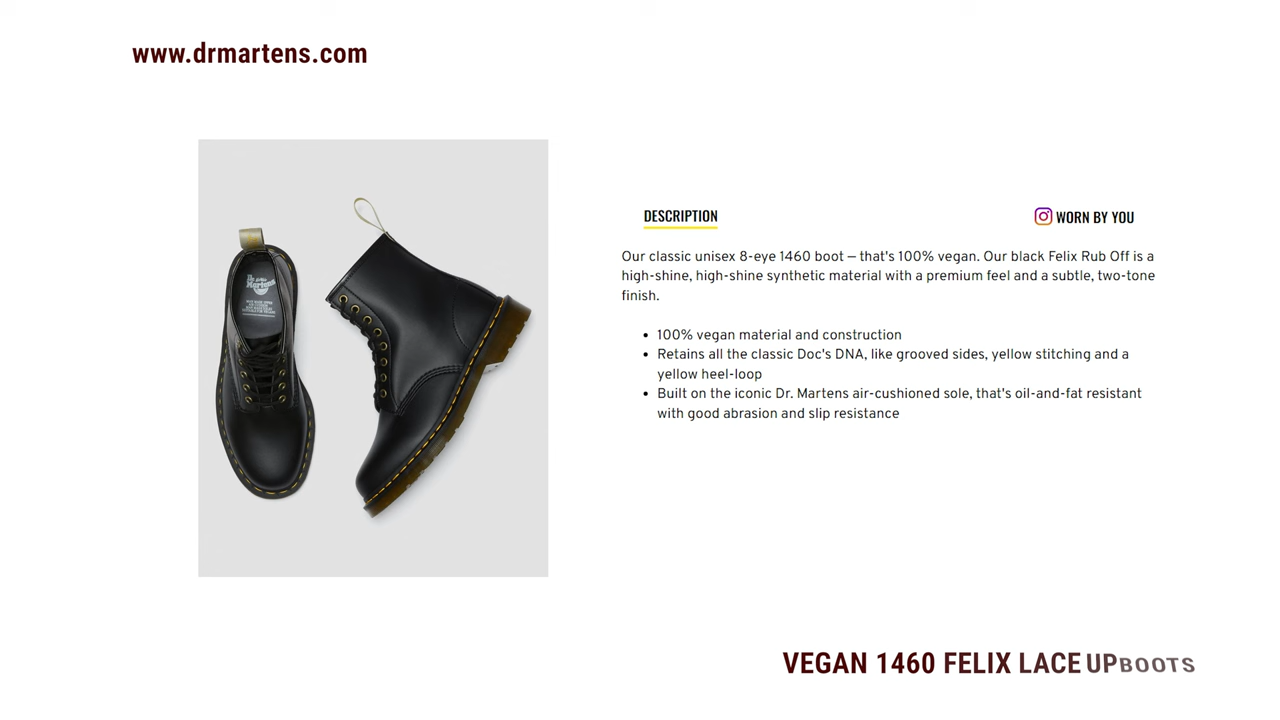 www.drmartens.com
DESCRIPTION
WORN BY YOU
Our classic unisex 8-eye 1460 boot – that's 100% vegan. Our black Felix Rub Off is a
high-shine, high-shine synthetic material with a premium feel and a subtle, two-tone
finish.
• 100% vegan material and construction
• Retains all the classic Doc's DNA, like grooved sides, yellow stitching and a
yellow heel-loop
• Built on the iconic Dr. Martens air-cushioned sole, that's oil-and-fat resistant
with good abrasion and slip resistance
VEGAN 1460 FELIX LACE UP BOOTS